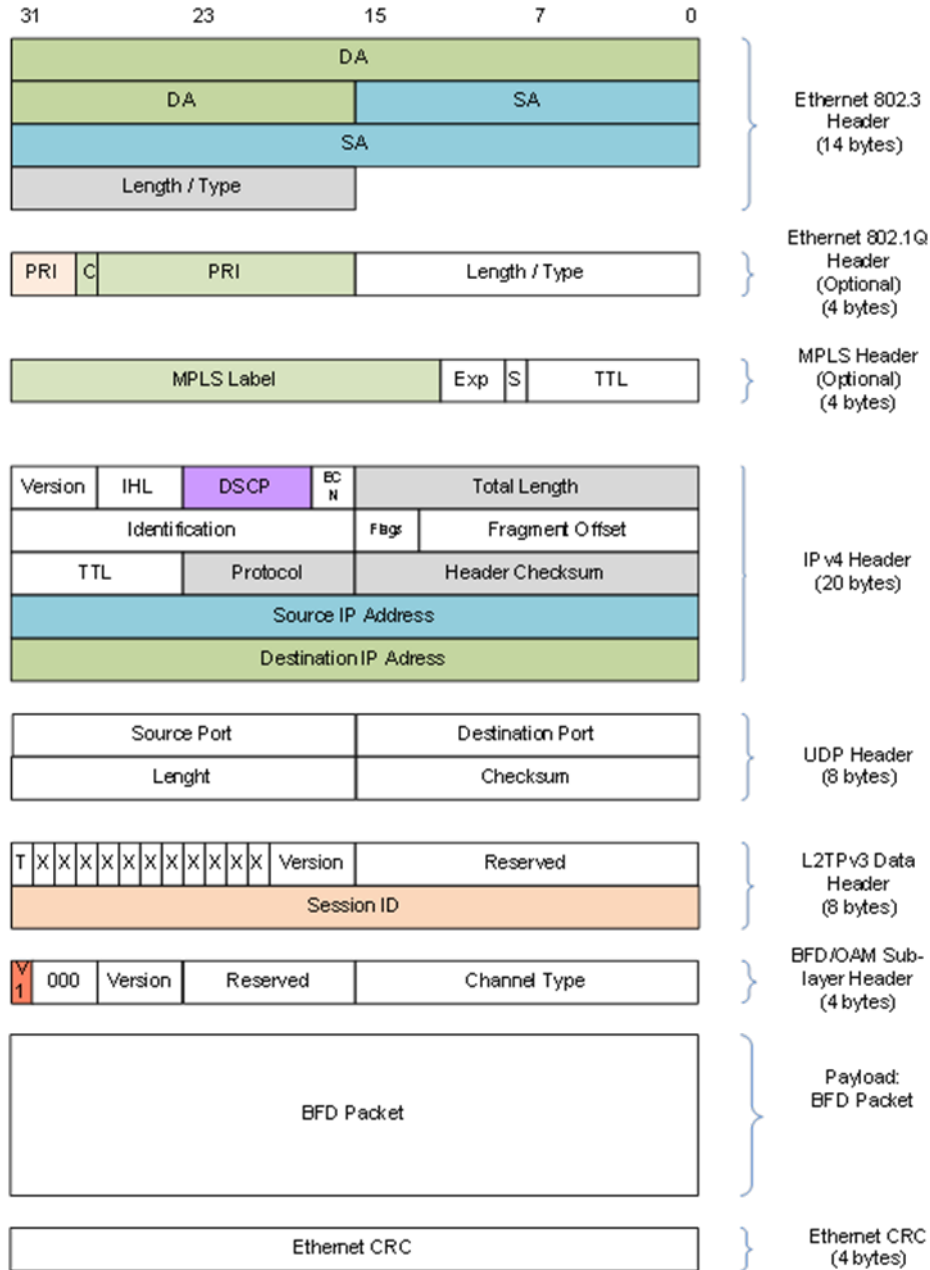 31 23 15 7 0
DA
DA SA
SA
Length / Type
Ethernet 802.3
Header
(14 bytes)
PRI C PRI Length / Type
Ethernet 802.1Q
Header
(Optional)
(4 bytes)
MPLS Label Exp S TTL
MPLS Header
(Optional)
(4 bytes)
Version IHL DSCP EC
N Total Length
Identification Flags Fragment Offset
TTL Protocol Header Checksum
Source IP Address
Destination IP Adress
IPv4 Header
(20 bytes)
Source Port Destination Port
Lenght Checksum
UDP Header
(8 bytes)
T X X X X X X X X X X X Version Reserved
Session ID
L2TPv3 Data
Header
(8 bytes)
V
1 000 Version Reserved Channel Type
BFD/OAM Sub-
layer Header
(4 bytes)
BFD Packet
Payload:
BFD Packet
Ethernet CRC
Ethernet CRC
(4 bytes)